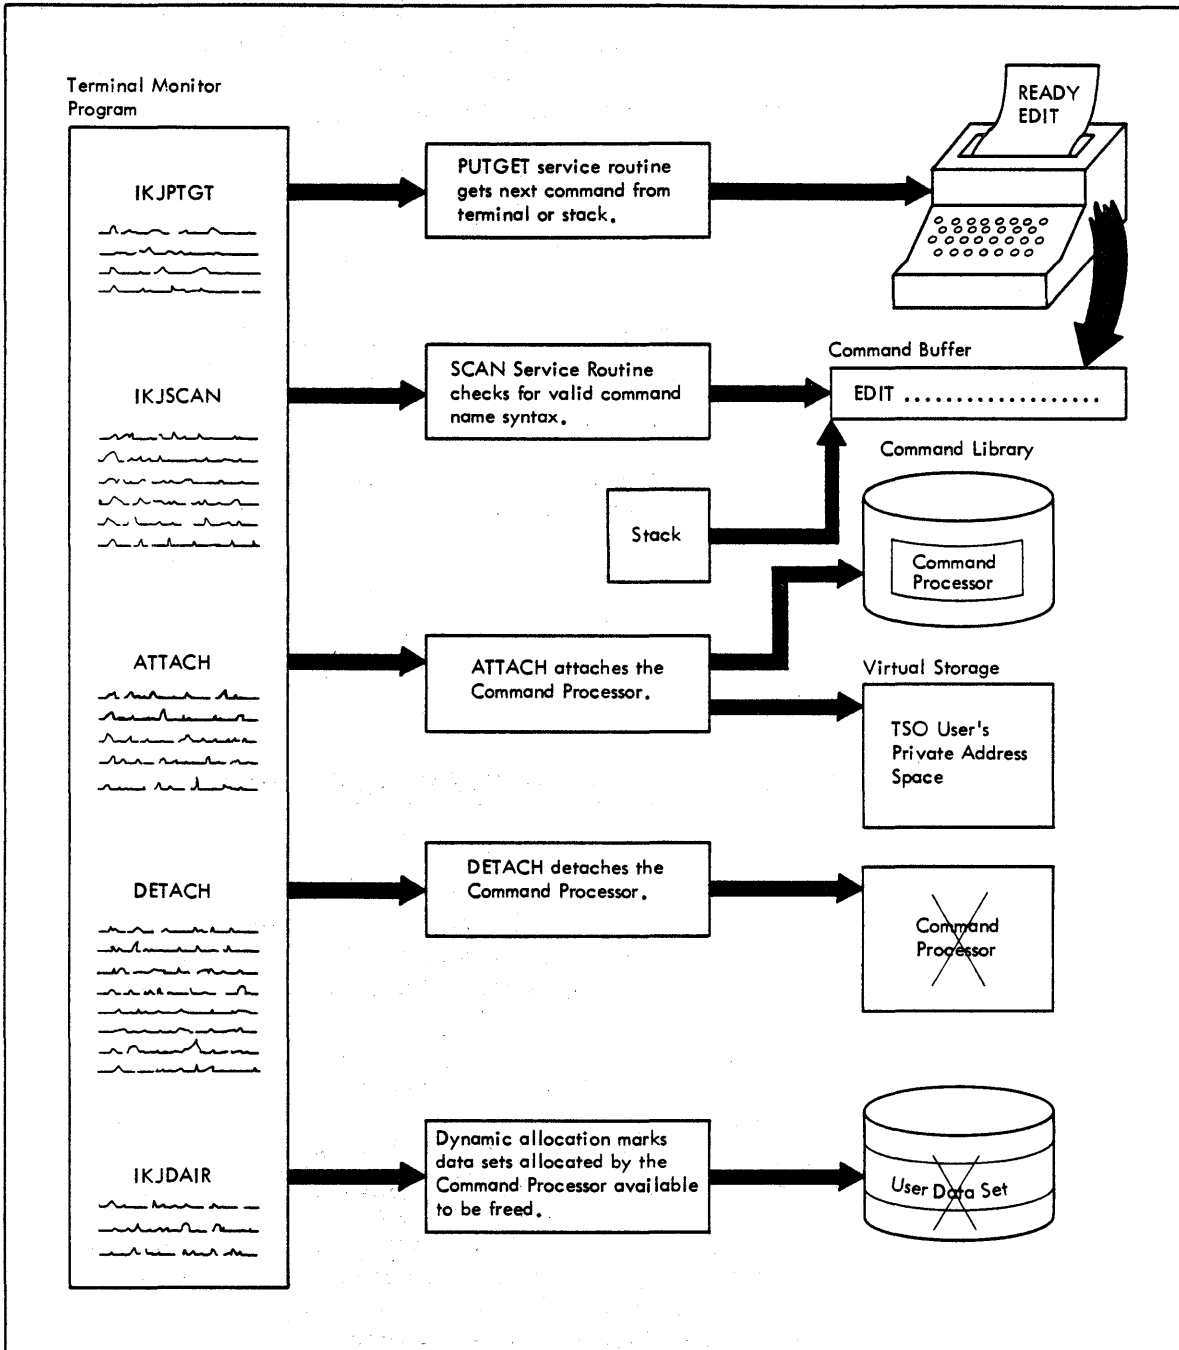 Terminal Monitor
Program
IKJPTGT
PUTGET service routine
gets next command from
terminal or stack.
READY
EDIT
IKJSCAN
SCAN Service Routine
checks for valid command
name syntax.
Command Buffer
EDIT ...................
Stack
Command Library
Command
Processor
ATTACH
ATTACH attaches the
Command Processor.
Virtual Storage
TSO User's
Private Address
Space
DETACH
DETACH detaches the
Command Processor.
Command
Processor
IKJDAIR
Dynamic allocation marks
data sets allocated by the
Command Processor available
to be freed.
User Data Set